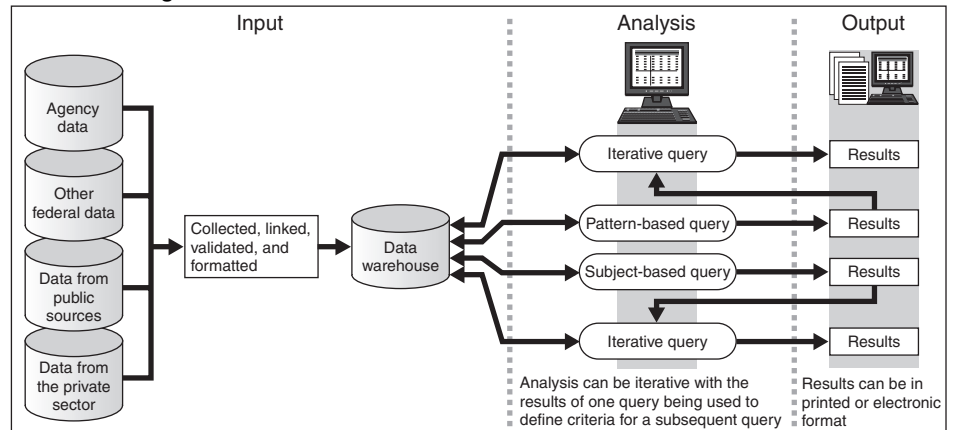 Input
Analysis
Output
Agency
data
Other
federal data
Data from
public
sources
Data from
the private
sector
Collected, linked,
validated, and
formatted
Data
warehouse
Iterative query
Pattern-based query
Subject-based query
Iterative query
Results
Results
Results
Results
Analysis can be iterative with the
results of one query being used to
define criteria for a subsequent query
Results can be in
printed or electronic
format